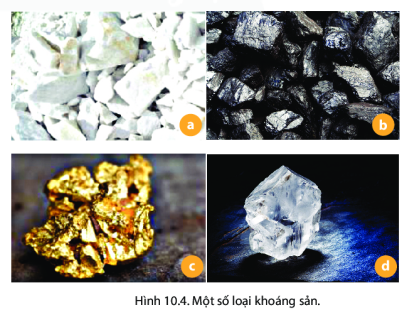 a
b
c
d
Hình 10.4. Một số loại khoáng sản.